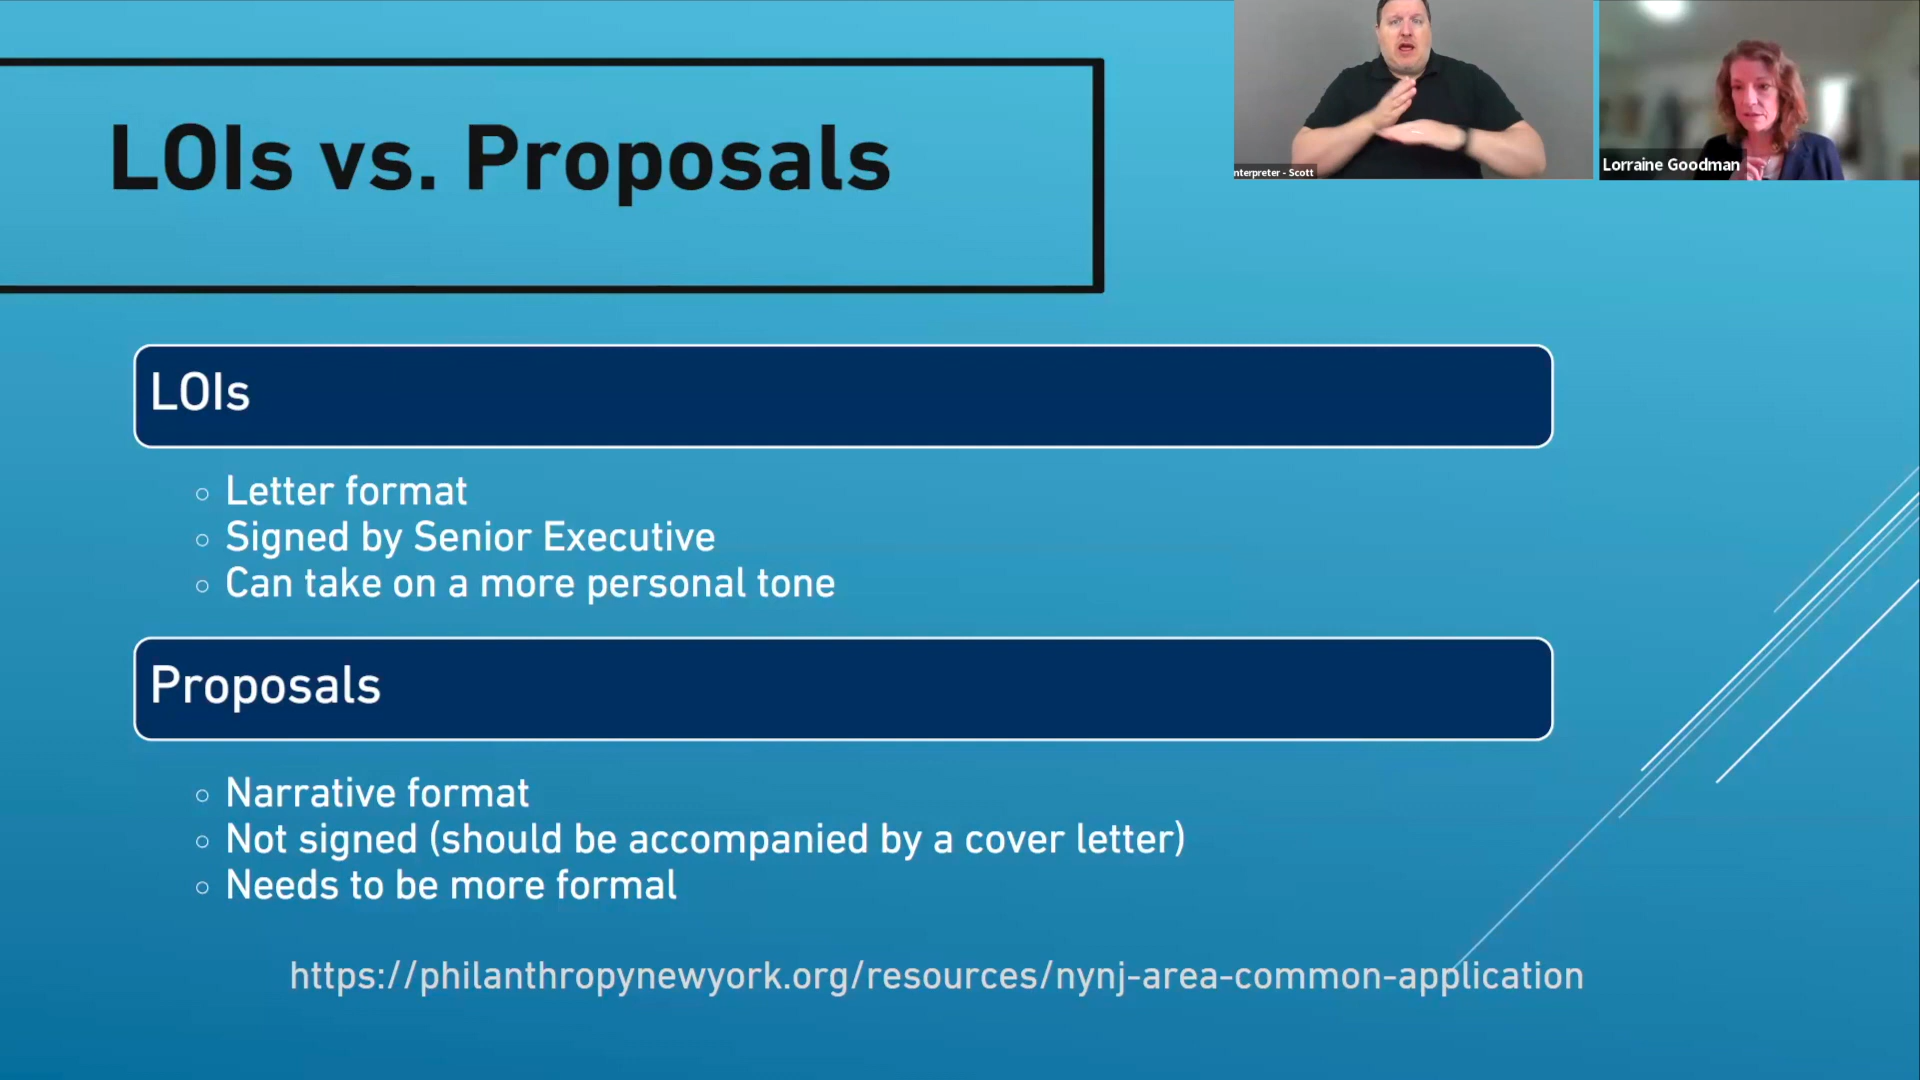 LOIs vs. Proposals
nterpreter - Scott
Lorraine Goodman
LOIs
Letter format
Signed by Senior Executive
Can take on a more personal tone
Proposals
Narrative format
Not signed (should be accompanied by a cover letter)
Needs to be more formal
https://philanthropynewyork.org/resources/nynj-area-common-application